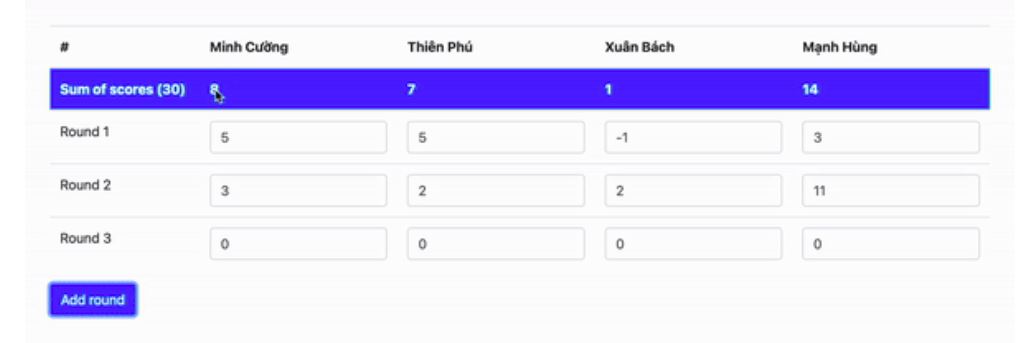 # Minh Cường Thiên Phú Xuân Bách Mạnh Hùng
Sum of scores (30) 8 7 1 14
Round 1 5 5 -1 3
Round 2 3 2 2 11
Round 3 0 0 0 0
Add round